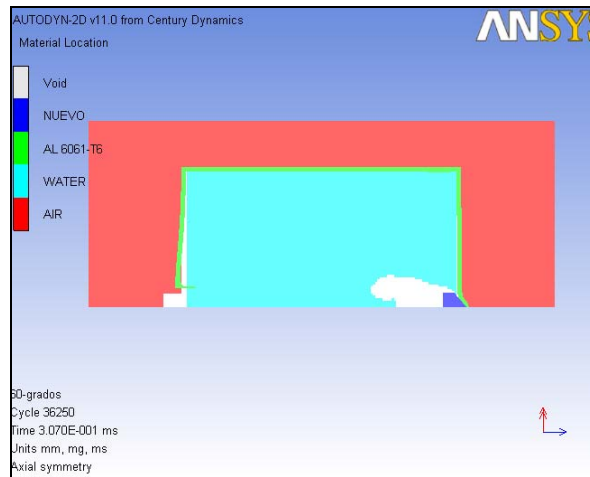 AUTODYN-2D v11.0 from Century Dynamics
Material Location
ANSYS
Void
NUEVO
AL 6061-T6
WATER
AIR
60-grados
Cycle 36250
Time 3.070E-001 ms
Units mm, mg, ms
Axial symmetry